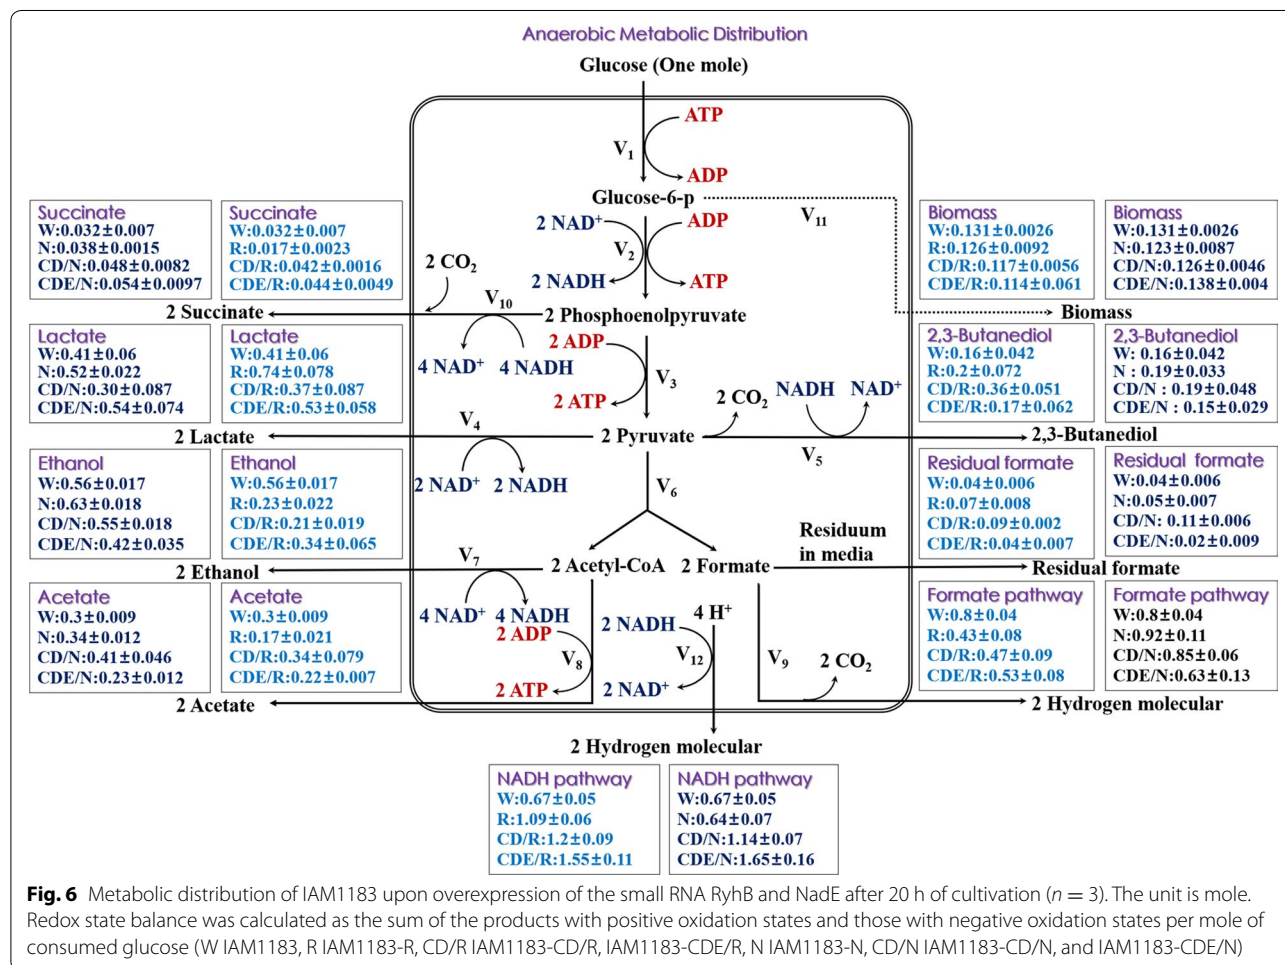 Anaerobic Metabolic Distribution
Glucose (One mole)
ATP
V1
ADP
Glucose-6-p
V11
2 NAD+
ADP
V2
2 NADH
ATP
Succinate
W:0.032±0.007
N:0.038±0.0015
CD/N:0.048±0.0082
CDE/N:0.054±0.0097
Succinate
W:0.032±0.007
R:0.017±0.0023
CD/R:0.042±0.0016
CDE/R:0.044±0.0049
2 CO2
V10
2 Succinate
2 Phosphoenolpyruvate
Biomass
W:0.131±0.0026
R:0.126±0.0092
CD/R:0.117±0.0056
CDE/R:0.114±0.061
Biomass
W:0.131±0.0026
N:0.123±0.0087
CD/N:0.126±0.0046
CDE/N:0.138±0.004
Biomass
Lactate
W:0.41±0.06
N:0.52±0.022
CD/N:0.30±0.087
CDE/N:0.54±0.074
Lactate
W:0.41±0.06
R:0.74±0.078
CD/R:0.37±0.087
CDE/R:0.53±0.058
4 NAD+
4 NADH
2 ADP
V3
2 ATP
2 CO2
NADH
NAD+
2,3-Butanediol
W:0.16±0.042
R:0.2±0.072
CD/R:0.36±0.051
CDE/R:0.17±0.062
2,3-Butanediol
W: 0.16±0.042
N : 0.19±0.033
CD/N : 0.19±0.048
CDE/N : 0.15±0.029
V4
2 Lactate
2 Pyruvate
V5
2,3-Butanediol
Ethanol
W:0.56±0.017
N:0.63±0.018
CD/N:0.55±0.018
CDE/N:0.42±0.035
Ethanol
W:0.56±0.017
R:0.23±0.022
CD/R:0.21±0.019
CDE/R:0.34±0.065
2 NAD+
2 NADH
V6
Residuum
in media
Residual formate
W:0.04±0.006
R:0.07±0.008
CD/R:0.09±0.002
CDE/R:0.04±0.007
Residual formate
W:0.04±0.006
N:0.05±0.007
CD/N: 0.11±0.006
CDE/N:0.02±0.009
V7
2 Ethanol
2 Acetyl-CoA
2 Formate
Residual formate
Acetate
W:0.3±0.009
N:0.34±0.012
CD/N:0.41±0.046
CDE/N:0.23±0.012
Acetate
W:0.3±0.009
R:0.17±0.021
CD/R:0.34±0.079
CDE/R:0.22±0.007
4 NAD+
4 NADH
2 ADP
V8
2 ATP
2 NADH
4 H+
V12
2 NAD+
V9
2 CO2
Formate pathway
W:0.8±0.04
R:0.43±0.08
CD/R:0.47±0.09
CDE/R:0.53±0.08
Formate pathway
W:0.8±0.04
N:0.92±0.11
CD/N:0.85±0.06
CDE/N:0.63±0.13
2 Acetate
2 Hydrogen molecular
2 Hydrogen molecular
NADH pathway
W:0.67±0.05
R:1.09±0.06
CD/R:1.2±0.09
CDE/R:1.55±0.11
NADH pathway
W:0.67±0.05
N:0.64±0.07
CD/N:1.14±0.07
CDE/N:1.65±0.16
Fig. 6 Metabolic distribution of IAM1183 upon overexpression of the small RNA RyhB and NadE after 20 h of cultivation (n = 3). The unit is mole.
Redox state balance was calculated as the sum of the products with positive oxidation states and those with negative oxidation states per mole of
consumed glucose (W IAM1183, R IAM1183-R, CD/R IAM1183-CD/R, IAM1183-CDE/R, N IAM1183-N, CD/N IAM1183-CD/N, and IAM1183-CDE/N)